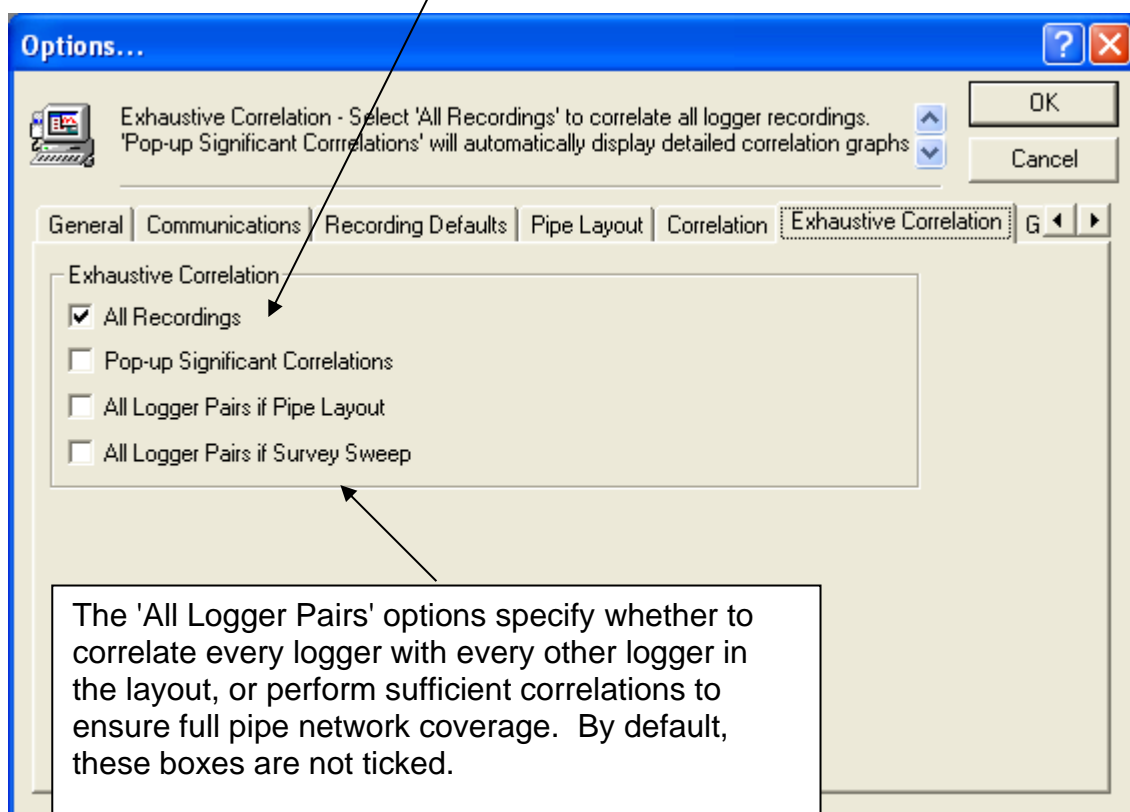 Options...
Exhaustive Correlation - Select 'All Recordings' to correlate all logger recordings.
'Pop-up Significant Corrrelations' will automatically display detailed correlation graphs
OK
Cancel
General
Communications
Recording Defaults
Pipe Layout
Correlation
Exhaustive Correlation
G
Exhaustive Correlation
All Recordings
Pop-up Significant Correlations
All Logger Pairs if Pipe Layout
All Logger Pairs if Survey Sweep
The 'All Logger Pairs' options specify whether to
correlate every logger with every other logger in
the layout, or perform sufficient correlations to
ensure full pipe network coverage.  By default,
these boxes are not ticked.